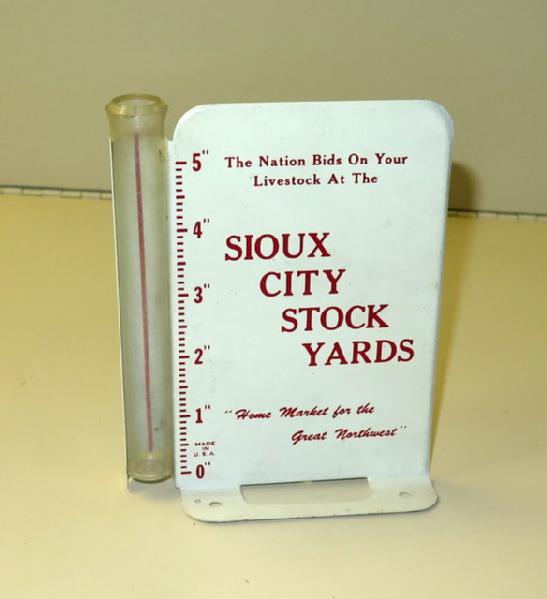 The Nation Bids On Your
Livestock At The
SIOUX
CITY
STOCK
YARDS
"Home Market for the
Great Northwest"
5"
4"
3"
2"
1"
MADE
IN
U.S.A.
0"